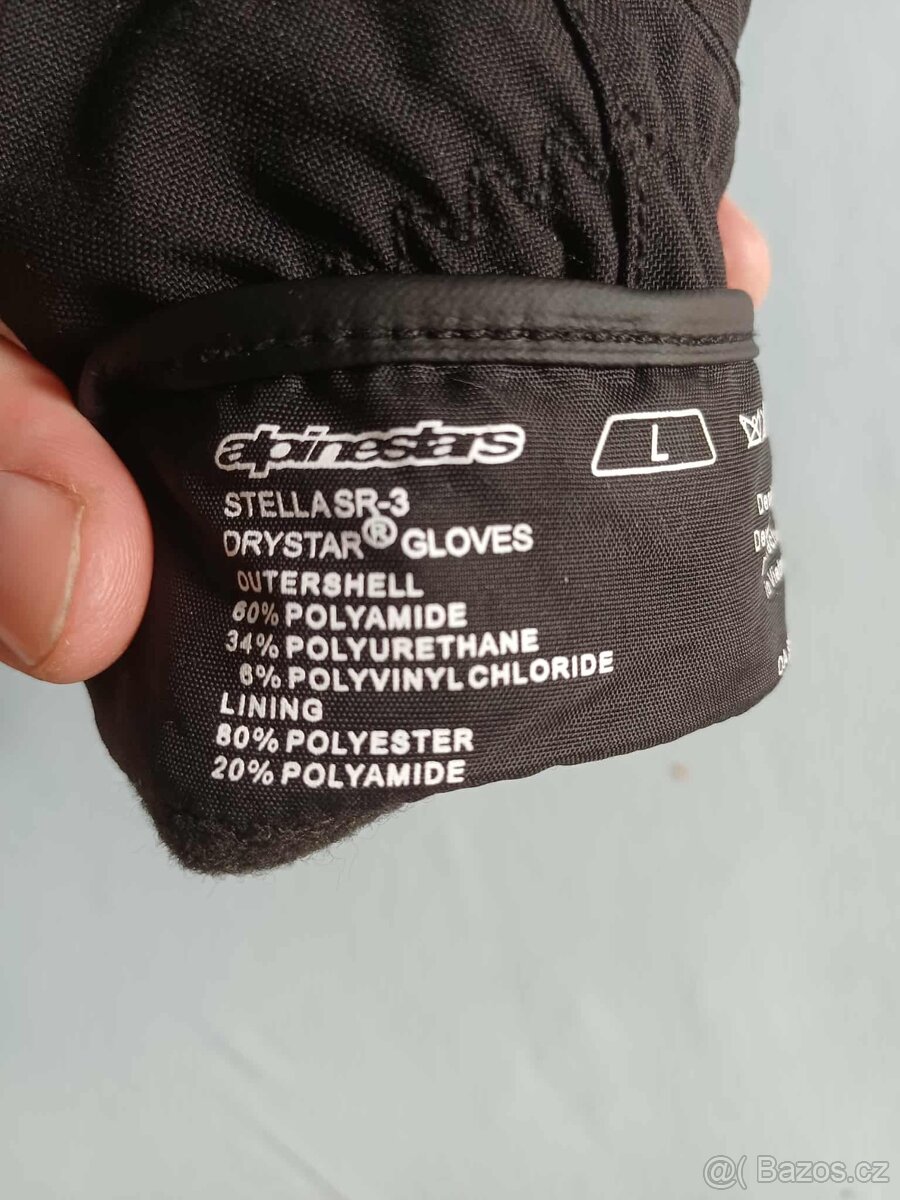 alpinestars
L
STELLA SR-3
DRYSTAR® GLOVES
OUTERSHELL
60% POLYAMIDE
34% POLYURETHANE
6% POLYVINYL CHLORIDE
LINING
80% POLYESTER
20% POLYAMIDE
@( Bazos.cz